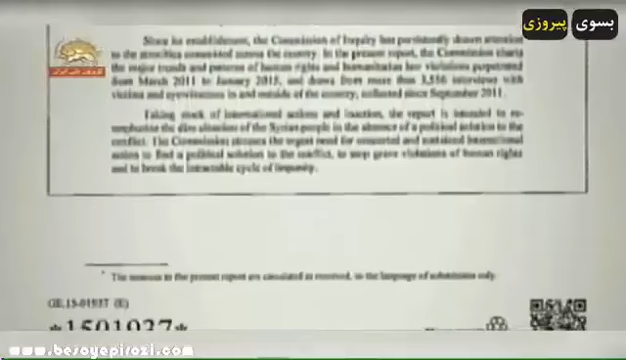 بسوی پیروزی
Since its establishment, the Commission of Inquiry has persistently drawn attention
to the atrocities committed across the country. In the present report, the Commission charts
the major trends and patterns of human rights and humanitarian law violations perpetrated
from March 2011 to January 2015, and draws from more than 3,556 interviews with
victims and eyewitnesses in and outside of the country, collected since September 2011.
Taking stock of international action and inaction, the report is intended to re-
emphasize the dire situation of the Syrian people in the absence of a political solution to the
conflict. The Commission stresses the urgent need for concerted and sustained international
action to find a political solution to the conflict, to stop grave violations of human rights
and to break the intractable cycle of impunity.
* The annexes to the present report are circulated as received, in the language of submission only.
GE.15-01937 (E)
*1501937*
www.besoyepirozi.com